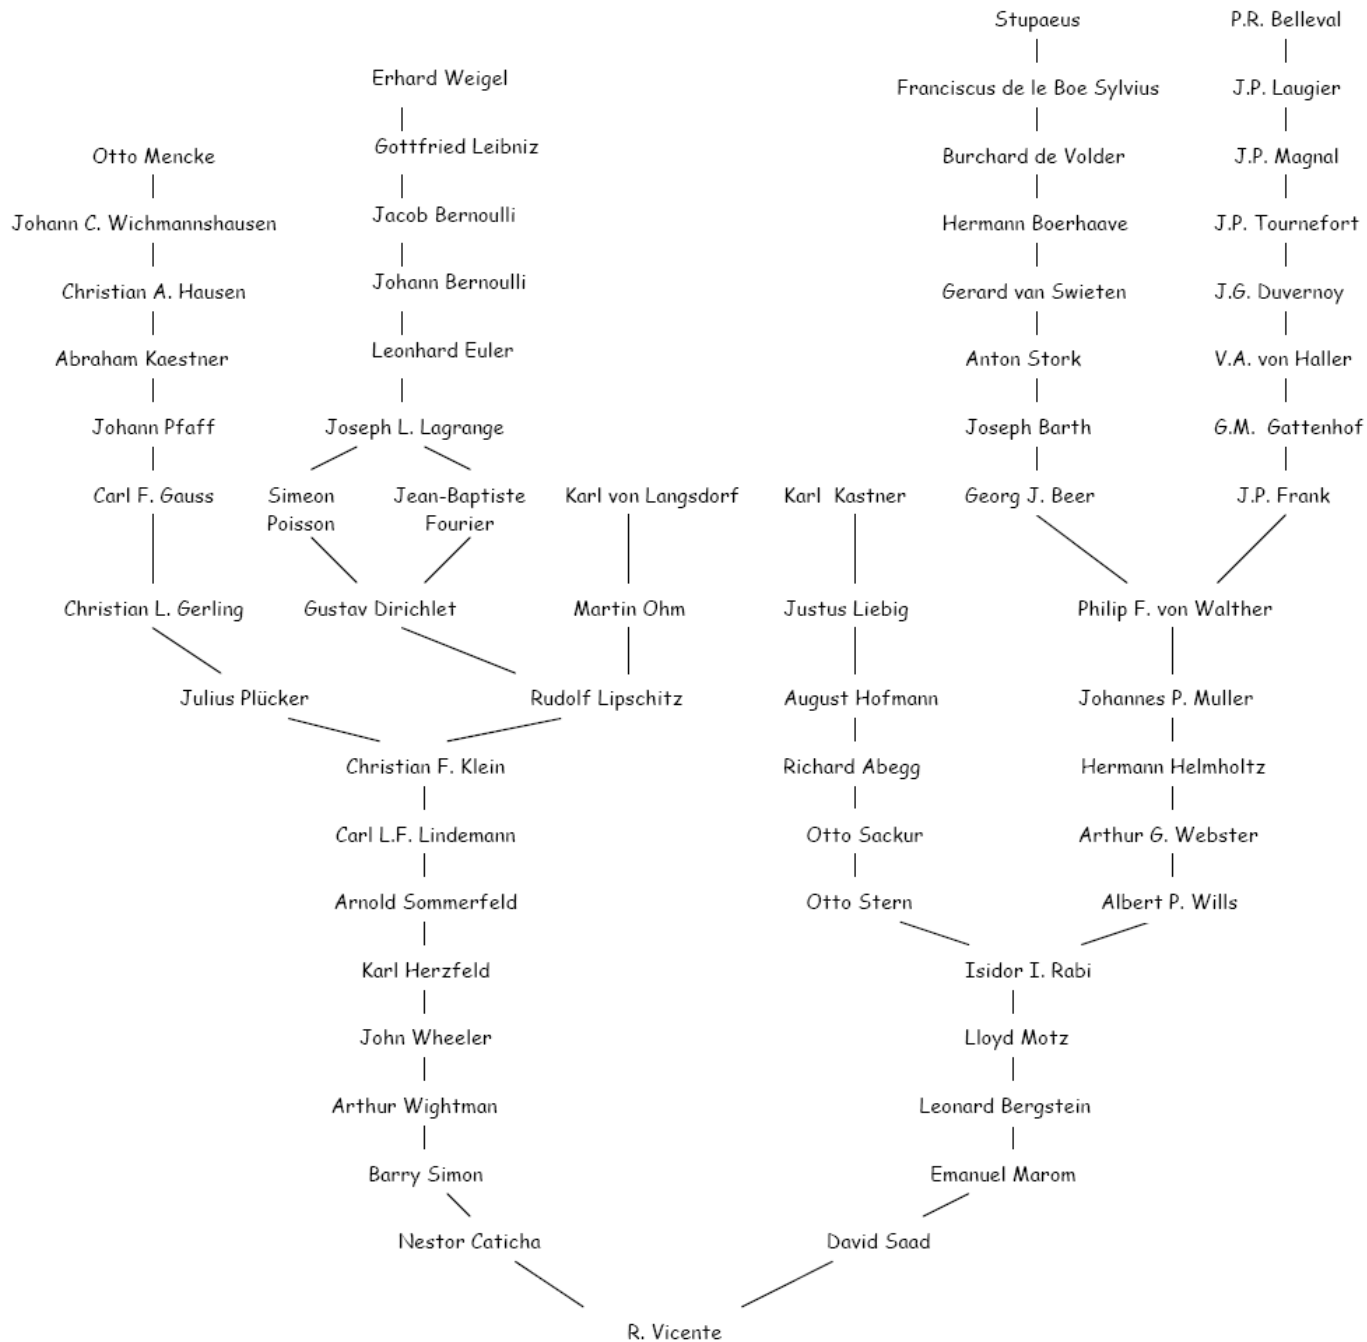 Stupaeus
P.R. Belleval
Erhard Weigel
Franciscus de le Boe Sylvius
J.P. Laugier
Gottfried Leibniz
Otto Mencke
Burchard de Volder
J.P. Magnal
Jacob Bernoulli
Johann C. Wichmannshausen
Hermann Boerhaave
J.P. Tournefort
Johann Bernoulli
Christian A. Hausen
Gerard van Swieten
J.G. Duvernoy
Leonhard Euler
Abraham Kaestner
Anton Stork
V.A. von Haller
Johann Pfaff
Joseph L. Lagrange
Joseph Barth
G.M. Gattenhof
Carl F. Gauss
Simeon
Poisson
Jean-Baptiste
Fourier
Karl von Langsdorf
Karl Kastner
Georg J. Beer
J.P. Frank
Christian L. Gerling
Gustav Dirichlet
Martin Ohm
Justus Liebig
Philip F. von Walther
Julius Plücker
Rudolf Lipschitz
August Hofmann
Johannes P. Muller
Christian F. Klein
Richard Abegg
Hermann Helmholtz
Carl L.F. Lindemann
Otto Sackur
Arthur G. Webster
Arnold Sommerfeld
Otto Stern
Albert P. Wills
Karl Herzfeld
Isidor I. Rabi
John Wheeler
Lloyd Motz
Arthur Wightman
Leonard Bergstein
Barry Simon
Emanuel Marom
Nestor Caticha
David Saad
R. Vicente